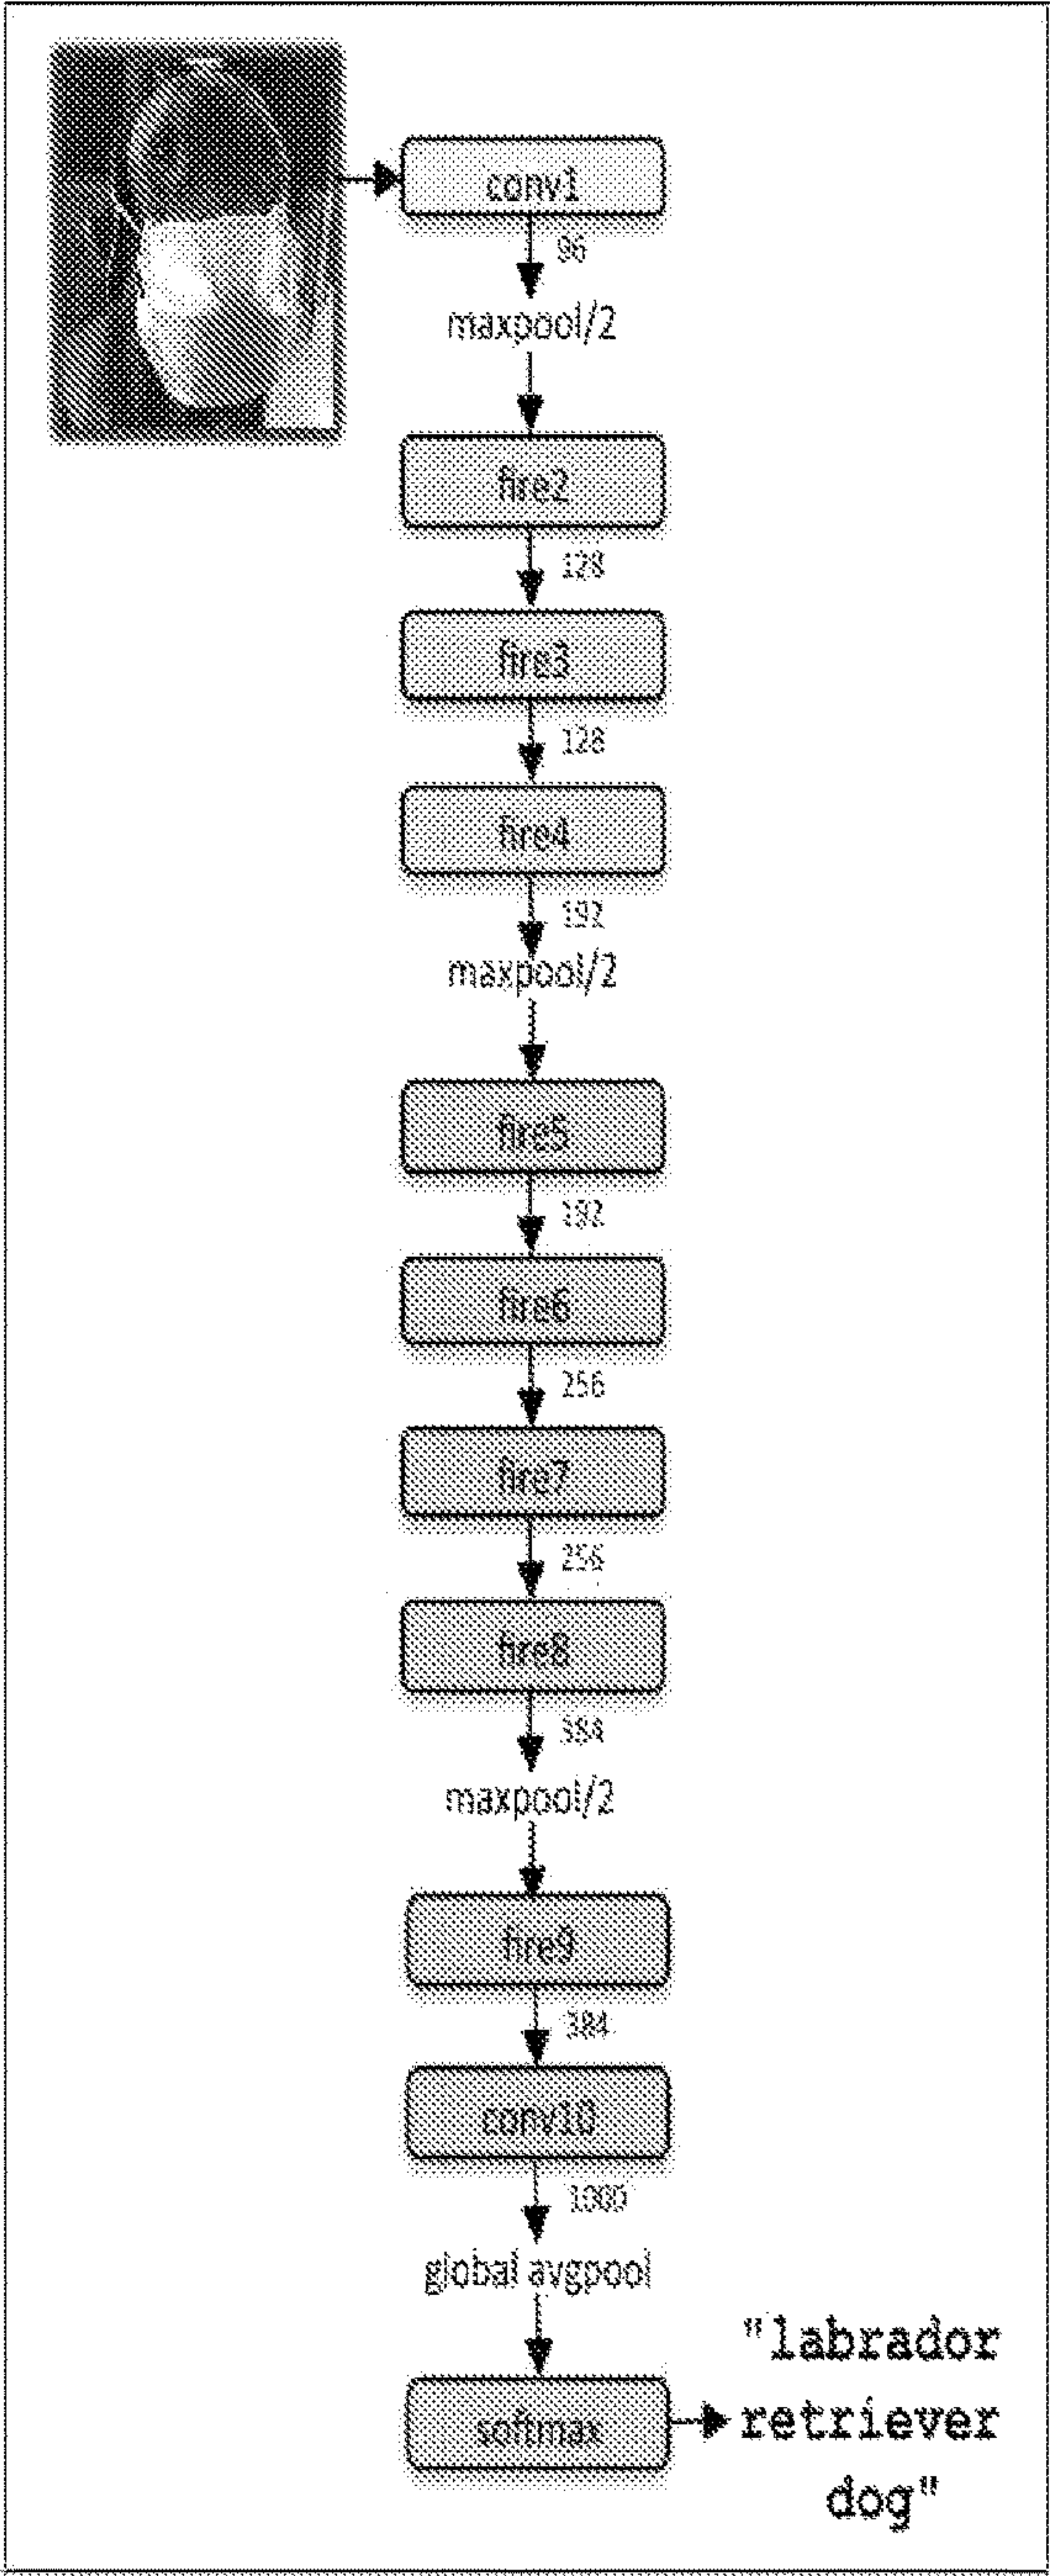 conv1
96
maxpool/2
fire2
128
fire3
128
fire4
192
maxpool/2
fire5
192
fire6
256
fire7
256
fire8
384
maxpool/2
fire9
384
conv10
1000
global avgpool
softmax
"labrador
retriever
dog"